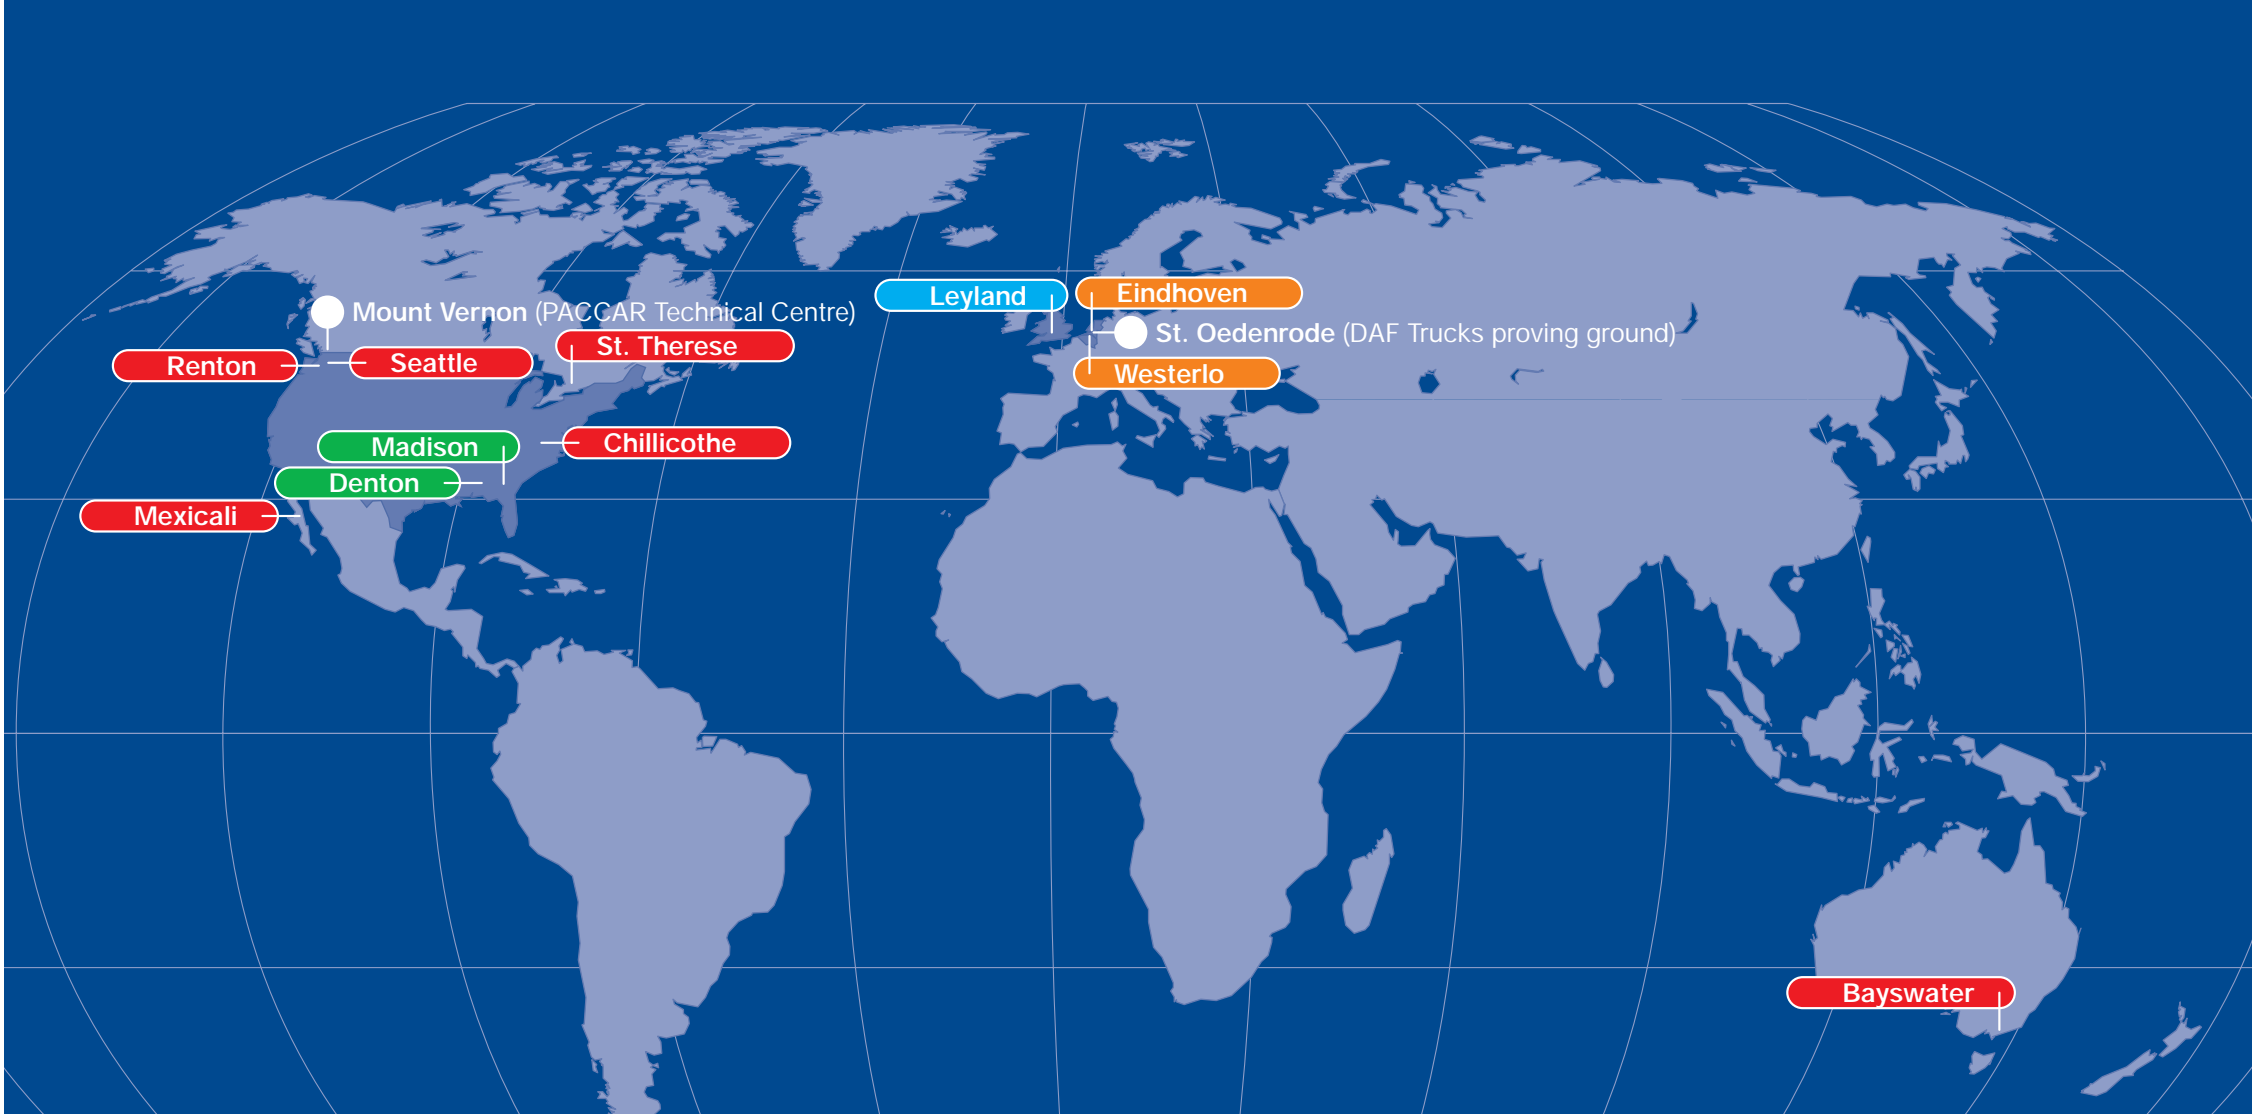 Leyland
Eindhoven
Mount Vernon (PACCAR Technical Centre)
St. Oedenrode (DAF Trucks proving ground)
St. Therese
Renton
Seattle
Westerlo
Madison
Chillicothe
Denton
Mexicali
Bayswater